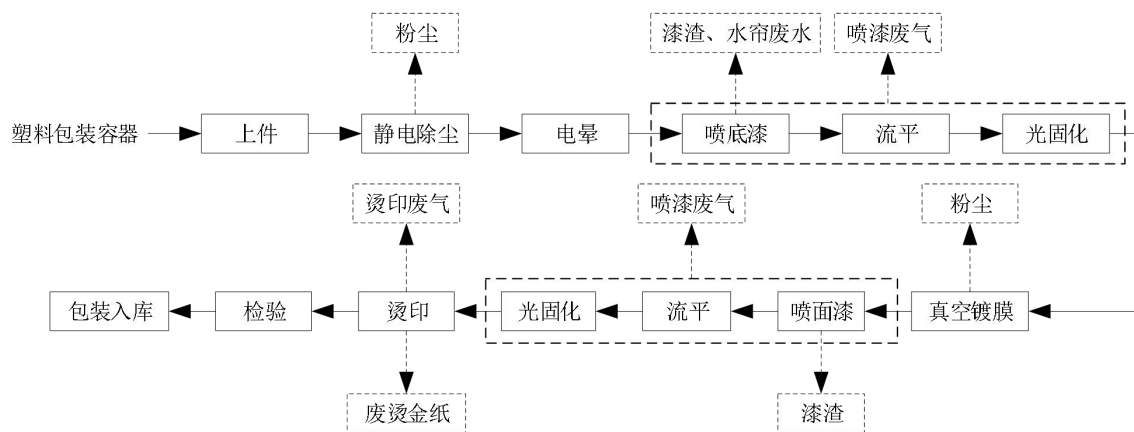 粉尘
漆渣、水帘废水
喷漆废气
塑料包装容器
上件
静电除尘
电晕
喷底漆
流平
光固化
烫印废气
喷漆废气
粉尘
包装入库
检验
烫印
光固化
流平
喷面漆
真空镀膜
废烫金纸
漆渣